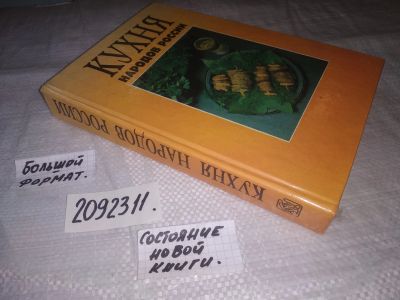 КУХНЯ
НАРОДОВ РОССИИ
КУХНЯ НАРОДОВ РОССИИ
БОЛЬШОЙ
ФОРМАТ.
2092311.
СОСТОЯНИЕ
НОВОЙ
КНИГИ.